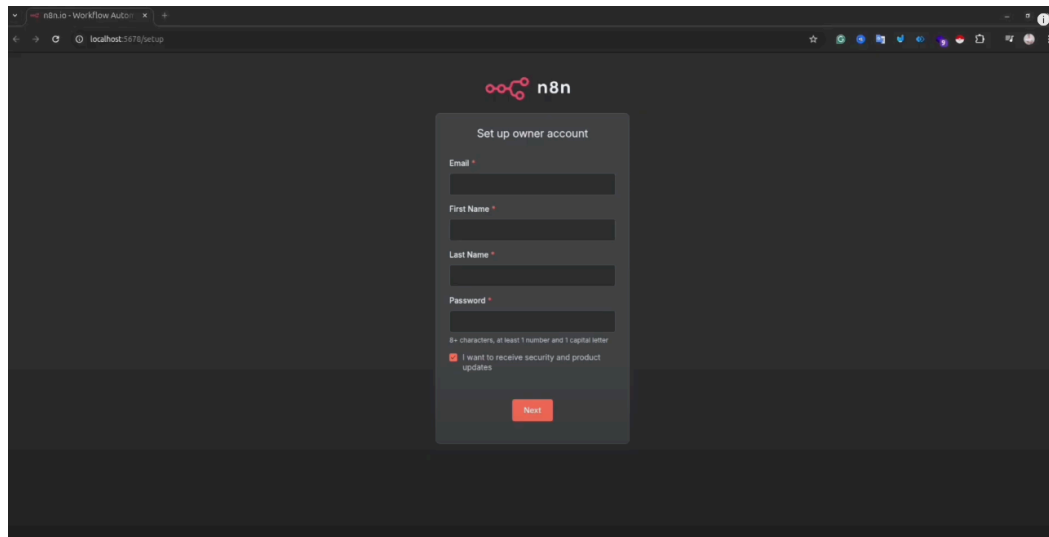 n8n.io - Workflow Autom
localhost:5678/setup
9
n8n
Set up owner account
Email *
First Name *
Last Name *
Password *
8+ characters, at least 1 number and 1 capital letter
I want to receive security and product
updates
Next